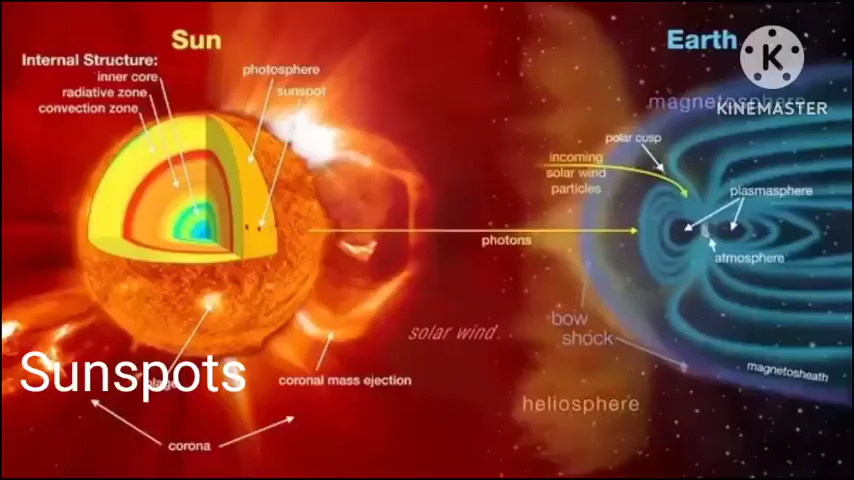 Sun
Earth
Internal Structure:
inner core
radiative zone
convection zone
photosphere
sunspot
K
KINEMASTER
magnetosphere
polar cusp
incoming
solar wind
particles
plasmasphere
photons
atmosphere
bow
shock
solar wind
Sunspots
coronal mass ejection
magnetosheath
heliosphere
corona